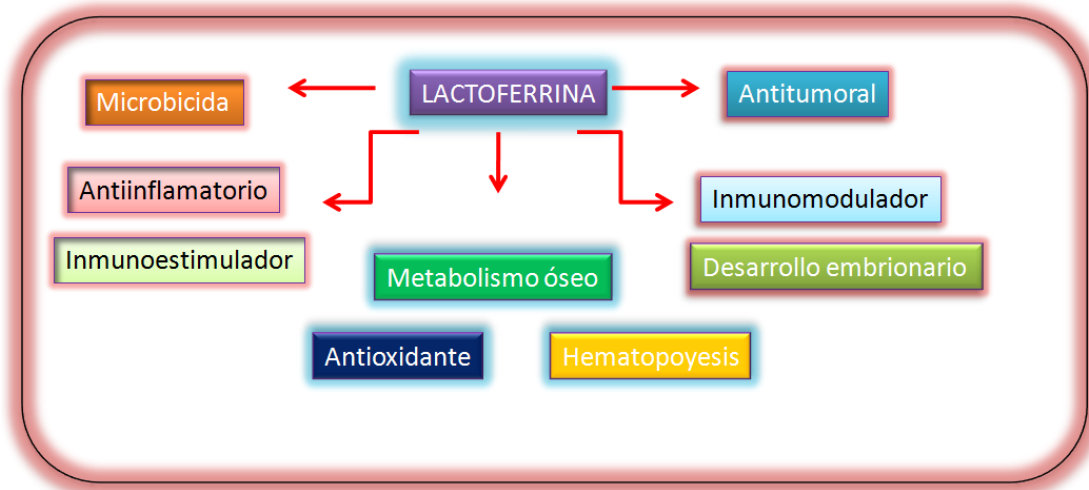 LACTOFERRINA
Microbicida
Antitumoral
Antiinflamatorio
Inmunomodulador
Inmunoestimulador
Desarrollo embrionario
Metabolismo óseo
Antioxidante
Hematopoyesis